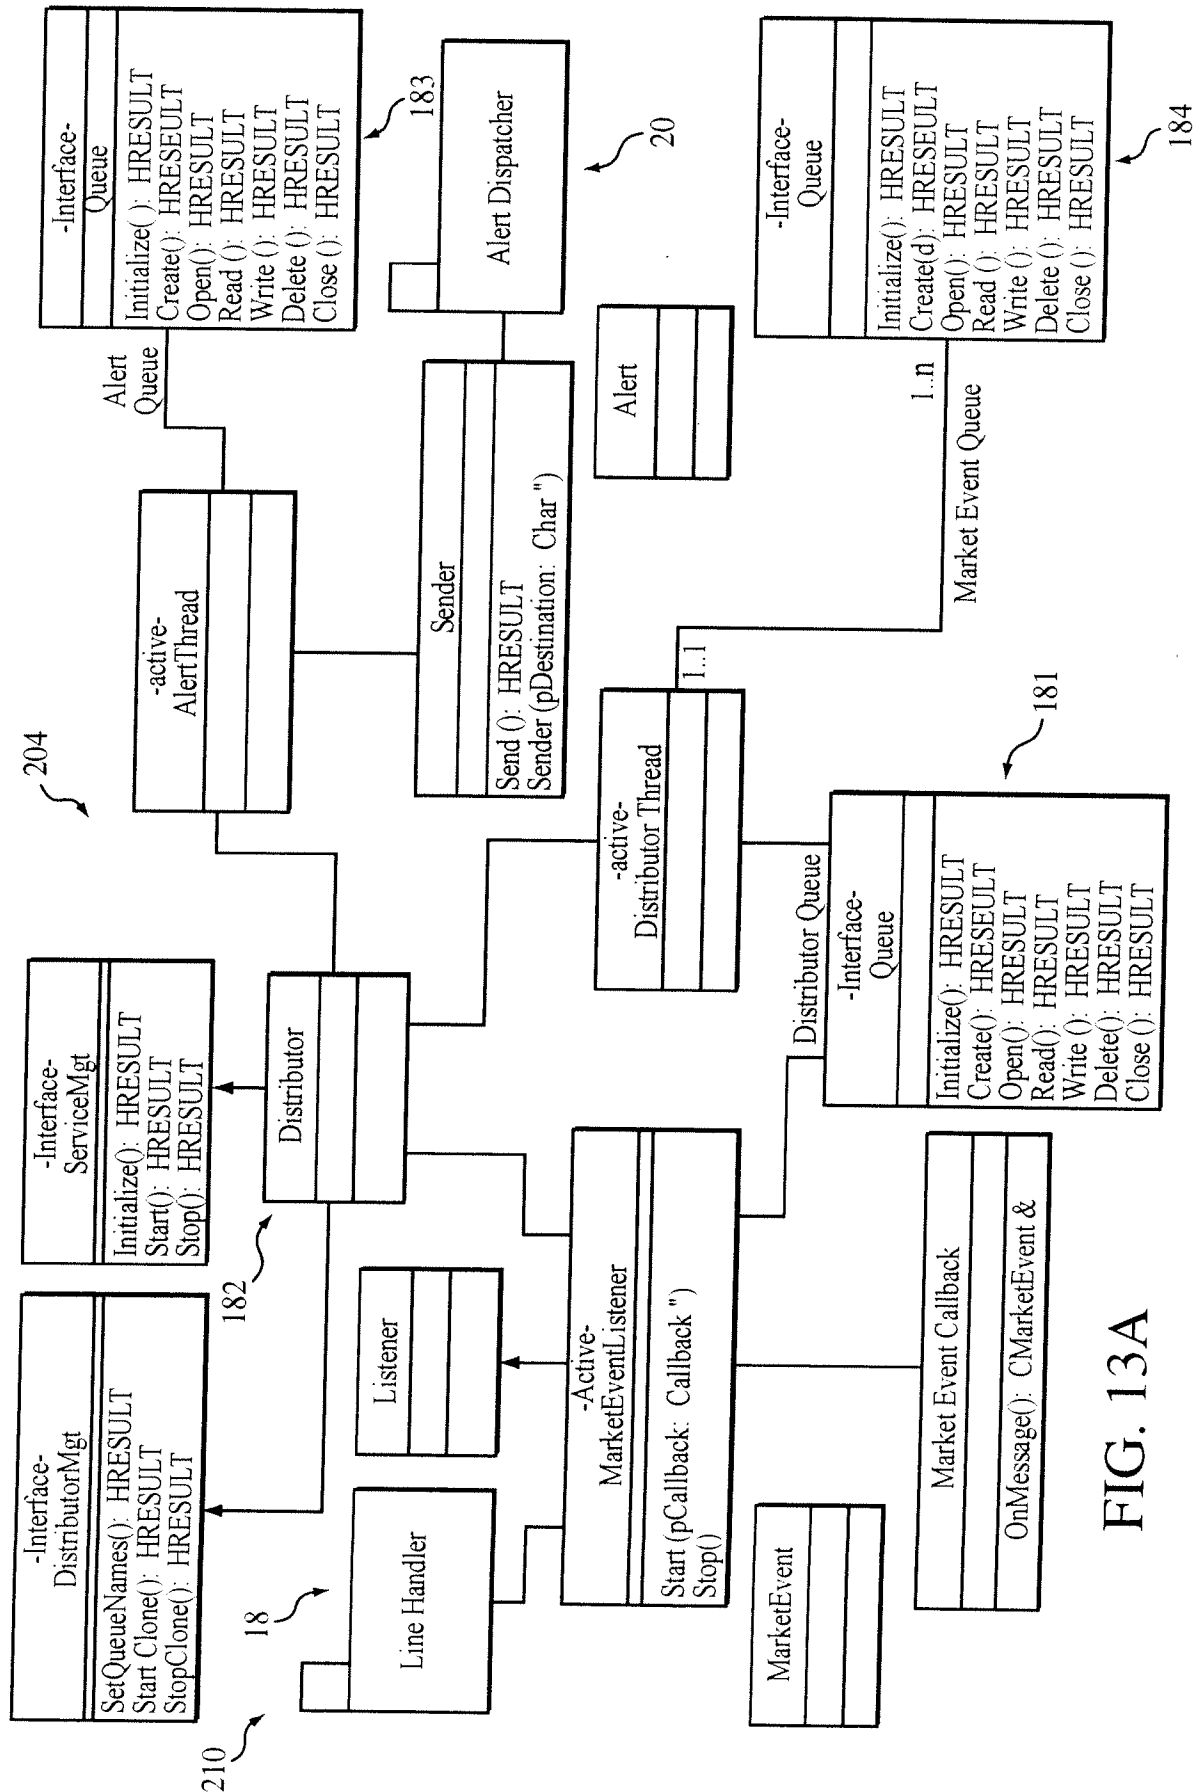 -Interface-
DistributorMgt
SetQueueNames(): HRESULT
Start Clone(): HRESULT
StopClone(): HRESULT
-Interface-
ServiceMgt
Initialize(): HRESULT
Start(): HRESULT
Stop(): HRESULT
204
-active-
AlertThread
Alert
Queue
-Interface-
Queue
Initialize(): HRESULT
Create(): HRESEULT
Open(): HRESULT
Read (): HRESULT
Write (): HRESULT
Delete (): HRESULT
Close (): HRESULT
183
210
18
Line Handler
182
Distributor
Listener
Sender
Send (): HRESULT
Sender (pDestination: Char ")
Alert Dispatcher
20
-Active-
MarketEventListener
Start (pCallback: Callback ")
Stop()
-active-
Distributor Thread
1..1
Alert
MarketEvent
Market Event Callback
OnMessage(): CMarketEvent &
Distributor Queue
-Interface-
Queue
Initialize(): HRESULT
Create(): HRESEULT
Open(): HRESULT
Read(): HRESULT
Write (): HRESULT
Delete(): HRESULT
Close (): HRESULT
181
Market Event Queue
1..n
-Interface-
Queue
Initialize(): HRESULT
Create(d): HRESEULT
Open(): HRESULT
Read (): HRESULT
Write (): HRESULT
Delete (): HRESULT
Close (): HRESULT
184
FIG. 13A